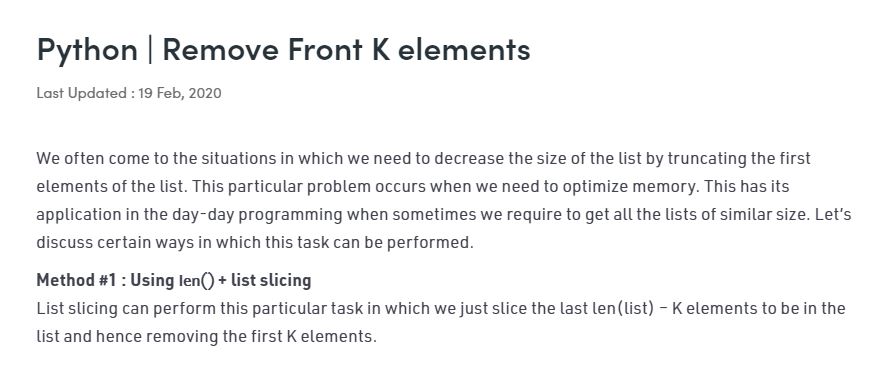 Python | Remove Front K elements
Last Updated : 19 Feb, 2020
We often come to the situations in which we need to decrease the size of the list by truncating the first
elements of the list. This particular problem occurs when we need to optimize memory. This has its
application in the day-day programming when sometimes we require to get all the lists of similar size. Let's
discuss certain ways in which this task can be performed.
Method #1 : Using len() + list slicing
List slicing can perform this particular task in which we just slice the last len(list) – K elements to be in the
list and hence removing the first K elements.